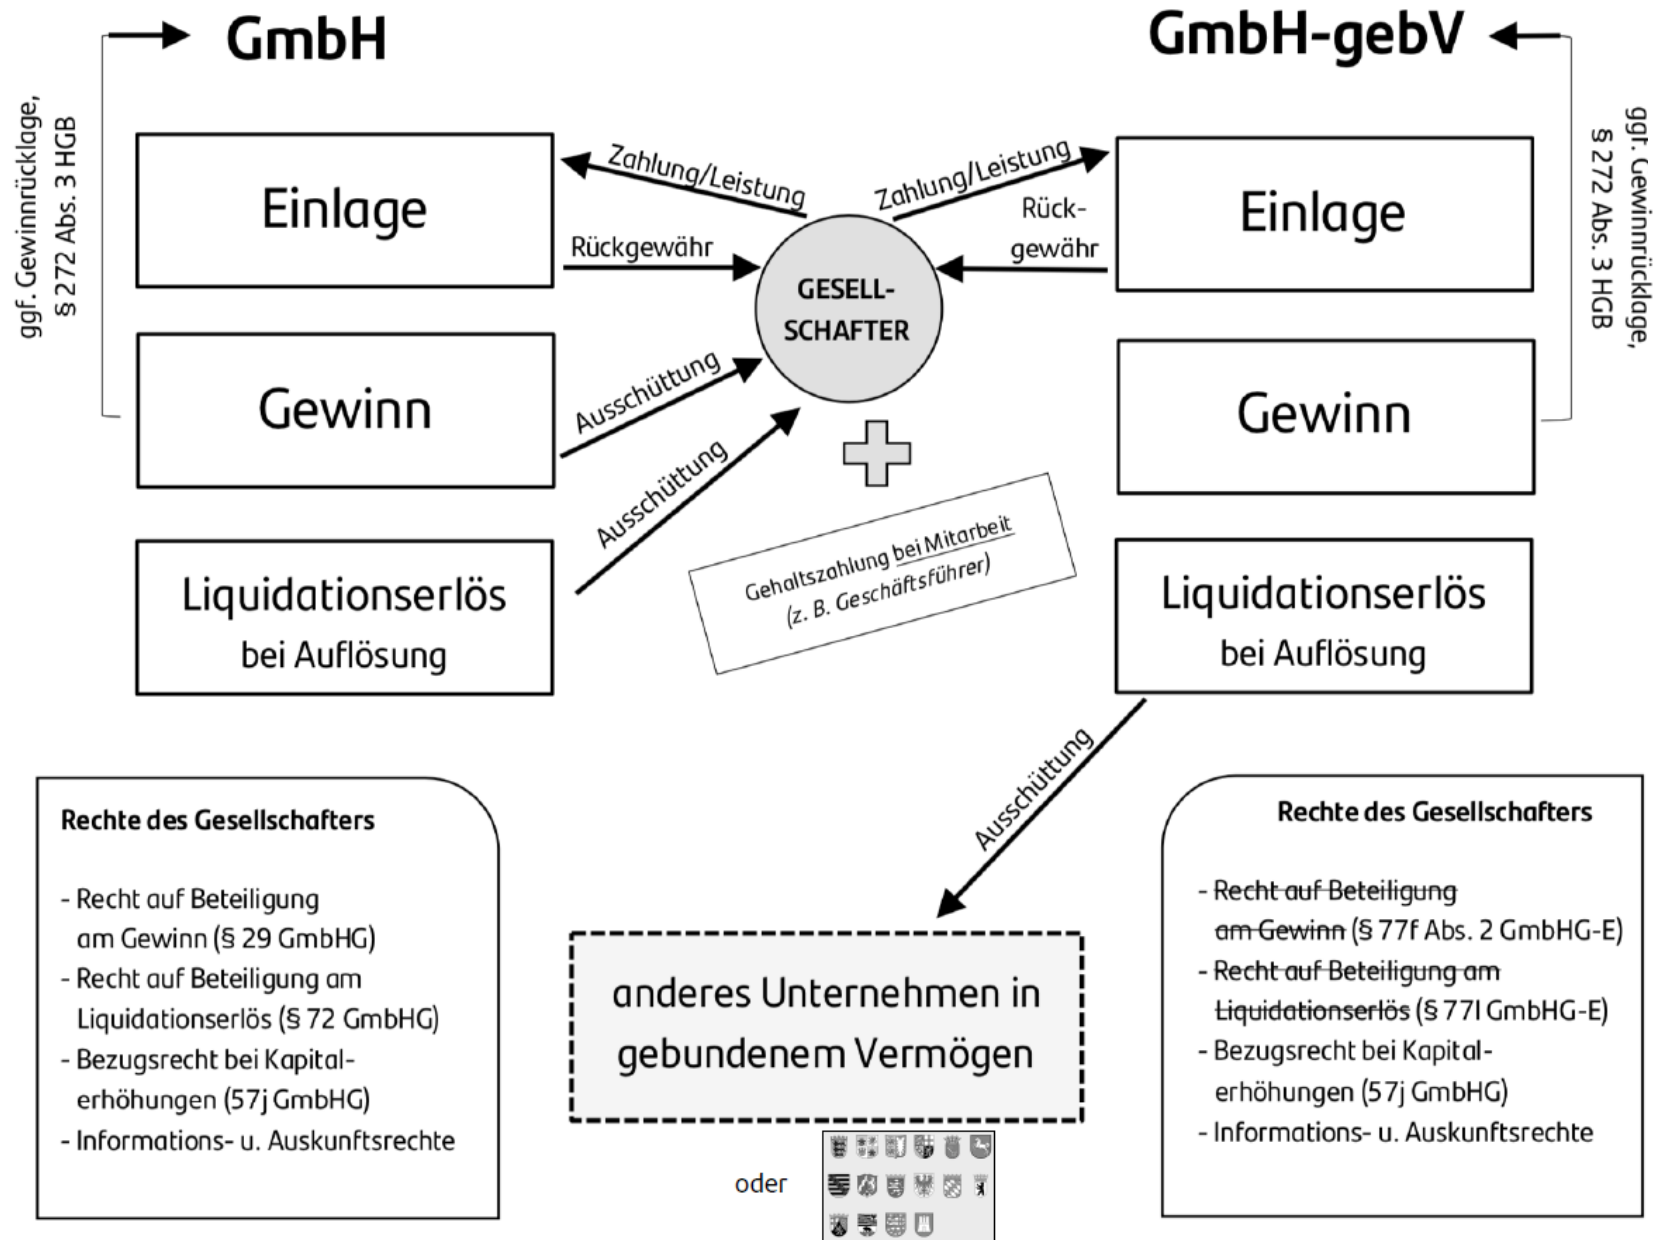 GmbH
ggf. Gewinnrücklage,
§ 272 Abs. 3 HGB
Einlage
Gewinn
Liquidationserlös
bei Auflösung
Zahlung/Leistung
Rückgewähr
Ausschüttung
Ausschüttung
GESELL-
SCHAFTER
Gehaltszahlung bei Mitarbeit
(z. B. Geschäftsführer)
GmbH-gebV
ggf. Gewinnrücklage,
§ 272 Abs. 3 HGB
Zahlung/Leistung
Rück-
gewähr
Einlage
Gewinn
Liquidationserlös
bei Auflösung
Ausschüttung
Rechte des Gesellschafters
- Recht auf Beteiligung
am Gewinn (§ 29 GmbHG)
- Recht auf Beteiligung am
Liquidationserlös (§ 72 GmbHG)
- Bezugsrecht bei Kapital-
erhöhungen (57j GmbHG)
- Informations- u. Auskunftsrechte
anderes Unternehmen in
gebundenem Vermögen
oder
Rechte des Gesellschafters
- Recht auf Beteiligung
am Gewinn (§ 77f Abs. 2 GmbHG-E)
- Recht auf Beteiligung am
Liquidationserlös (§ 77l GmbHG-E)
- Bezugsrecht bei Kapital-
erhöhungen (57j GmbHG)
- Informations- u. Auskunftsrechte